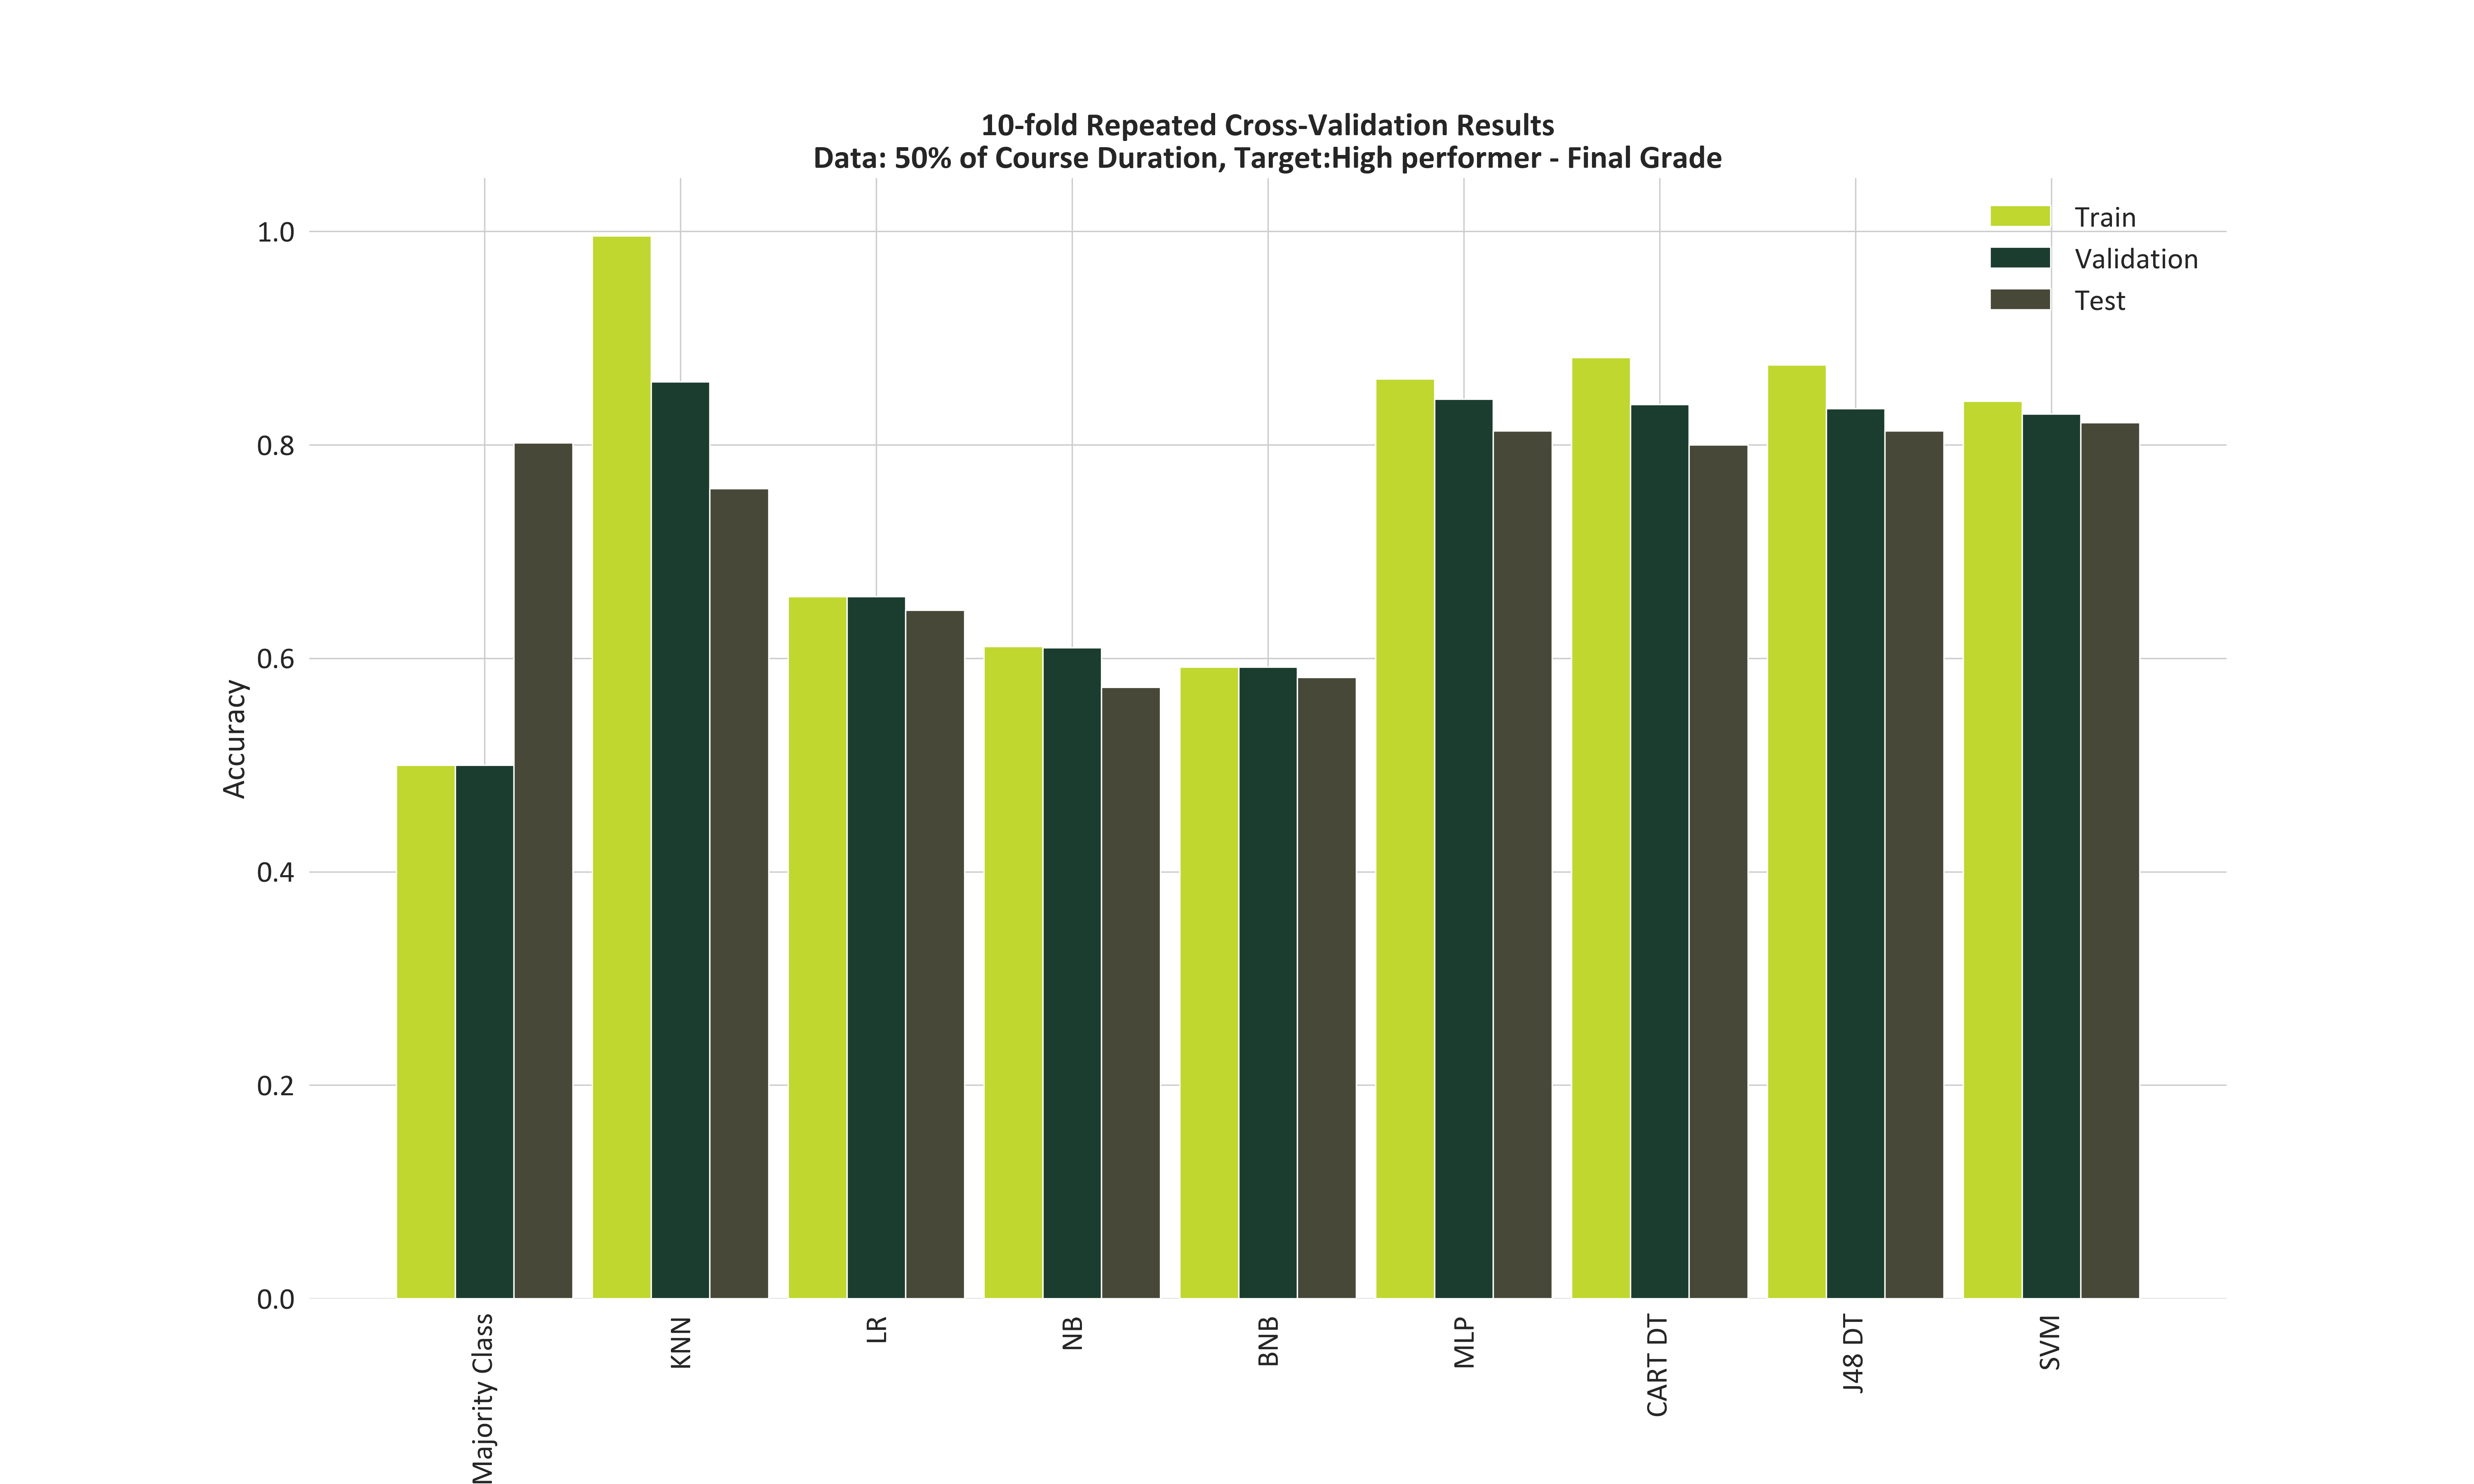 10-fold Repeated Cross-Validation Results
Data: 50% of Course Duration, Target:High performer - Final Grade
Train
Validation
Test
Accuracy
1.0
0.8
0.6
0.4
0.2
0.0
Majority Class
KNN
LR
NB
BNB
MLP
CART DT
J48 DT
SVM